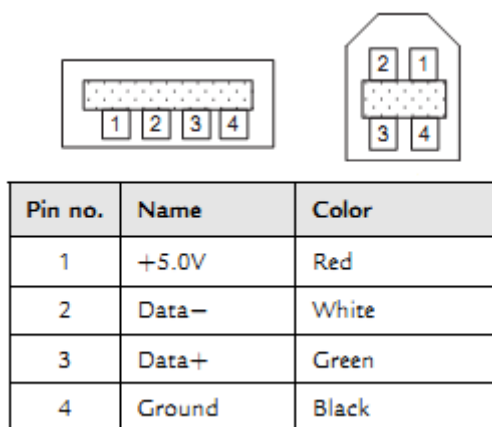 2 1
1 2 3 4
3 4
Pin no. Name Color
1 +5.0V Red
2 Data− White
3 Data+ Green
4 Ground Black